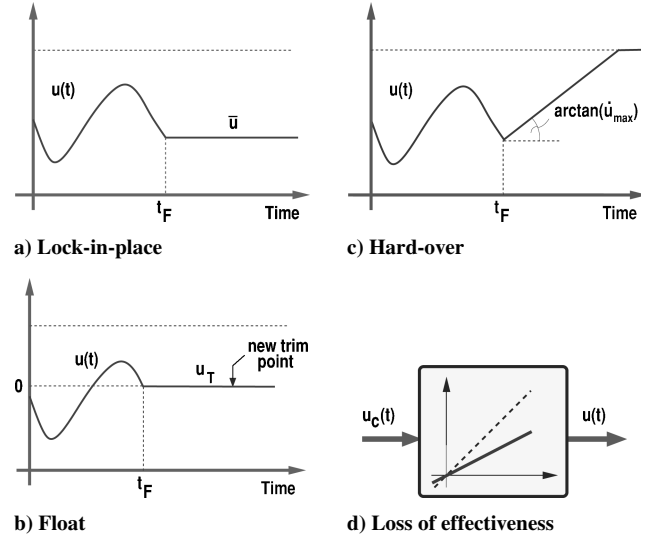 u(t)
u̅
t_F
Time
a) Lock-in-place
u(t)
arctan(u̇_max)
t_F
Time
c) Hard-over
u(t)
0
u_T
new trim
point
t_F
Time
b) Float
u_c(t)
u(t)
d) Loss of effectiveness